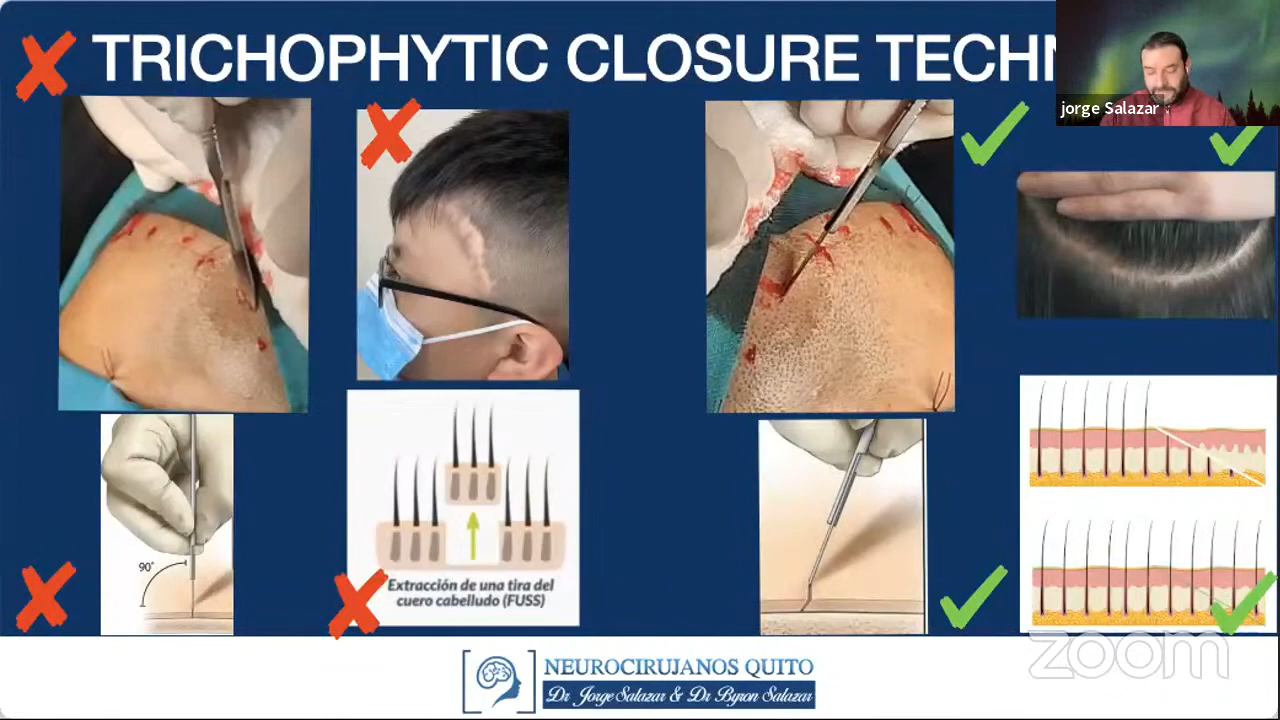 TRICHOPHYTIC CLOSURE TECHN
jorge Salazar
90°
Extracción de una tira del
cuero cabelludo (FUSS)
zoom
NEUROCIRUJANOS QUITO
Dr Jorge Salazar & Dr Byron Salazar